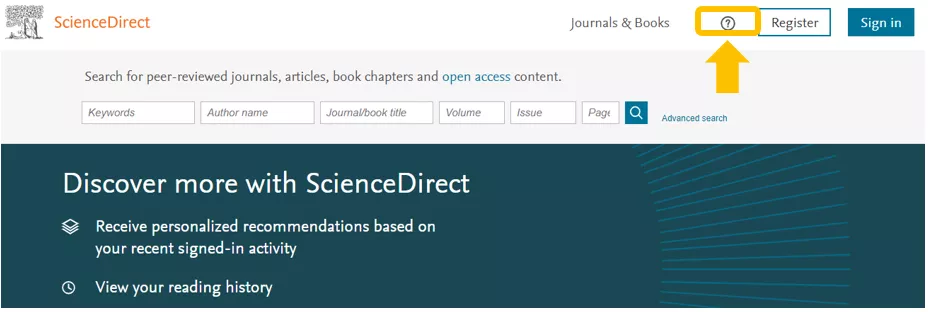 ScienceDirect
Journals & Books
?
Register
Sign in
Search for peer-reviewed journals, articles, book chapters and open access content.
Keywords
Author name
Journal/book title
Volume
Issue
Page
Advanced search
Discover more with ScienceDirect
Receive personalized recommendations based on
your recent signed-in activity
View your reading history